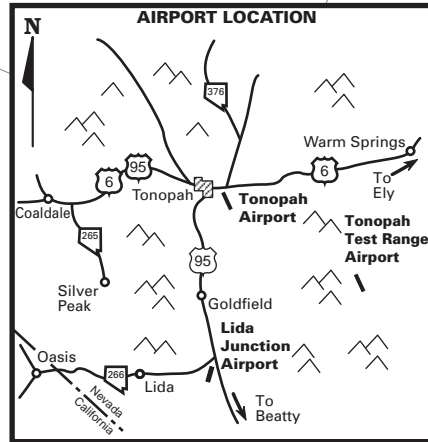 AIRPORT LOCATION
N
376
Warm Springs
95
6
6
To
Ely
Tonopah
Coaldale
Tonopah
Airport
Tonopah
Test Range
Airport
265
95
Silver
Peak
Goldfield
Lida
Junction
Airport
Oasis
266
Lida
Nevada
California
To
Beatty